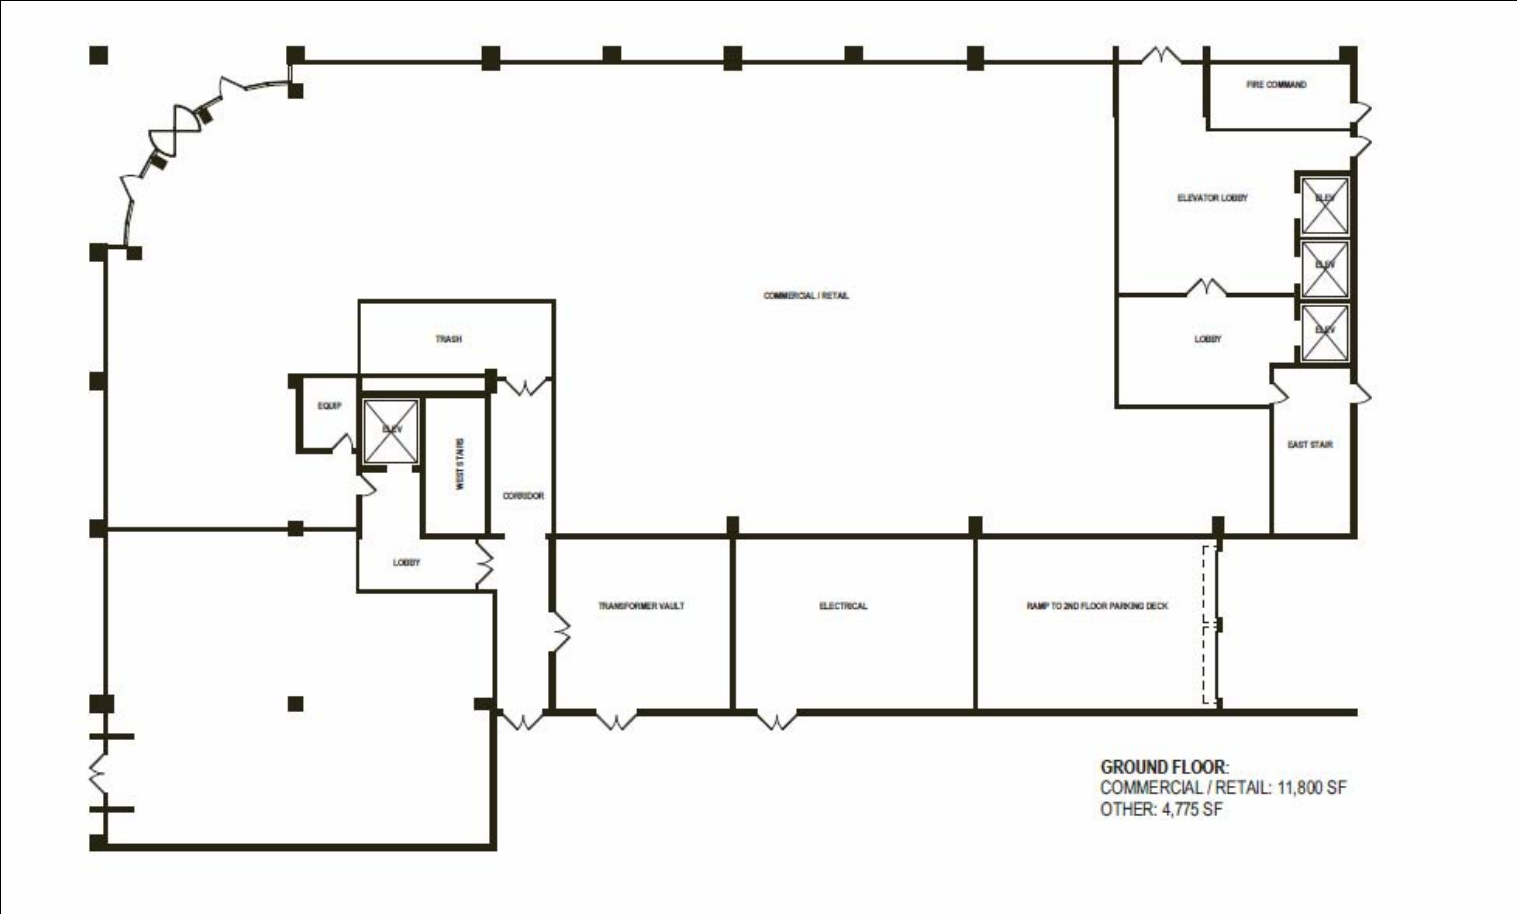 FIRE COMMAND
ELEVATOR LOBBY
ELEV
ELEV
COMMERCIAL / RETAIL
ELEV
TRASH
LOBBY
EQUIP
ELEV
WEST STAIRS
EAST STAIR
CORRIDOR
LOBBY
TRANSFORMER VAULT
ELECTRICAL
RAMP TO 2ND FLOOR PARKING DECK
GROUND FLOOR:
COMMERCIAL / RETAIL: 11,800 SF
OTHER: 4,775 SF